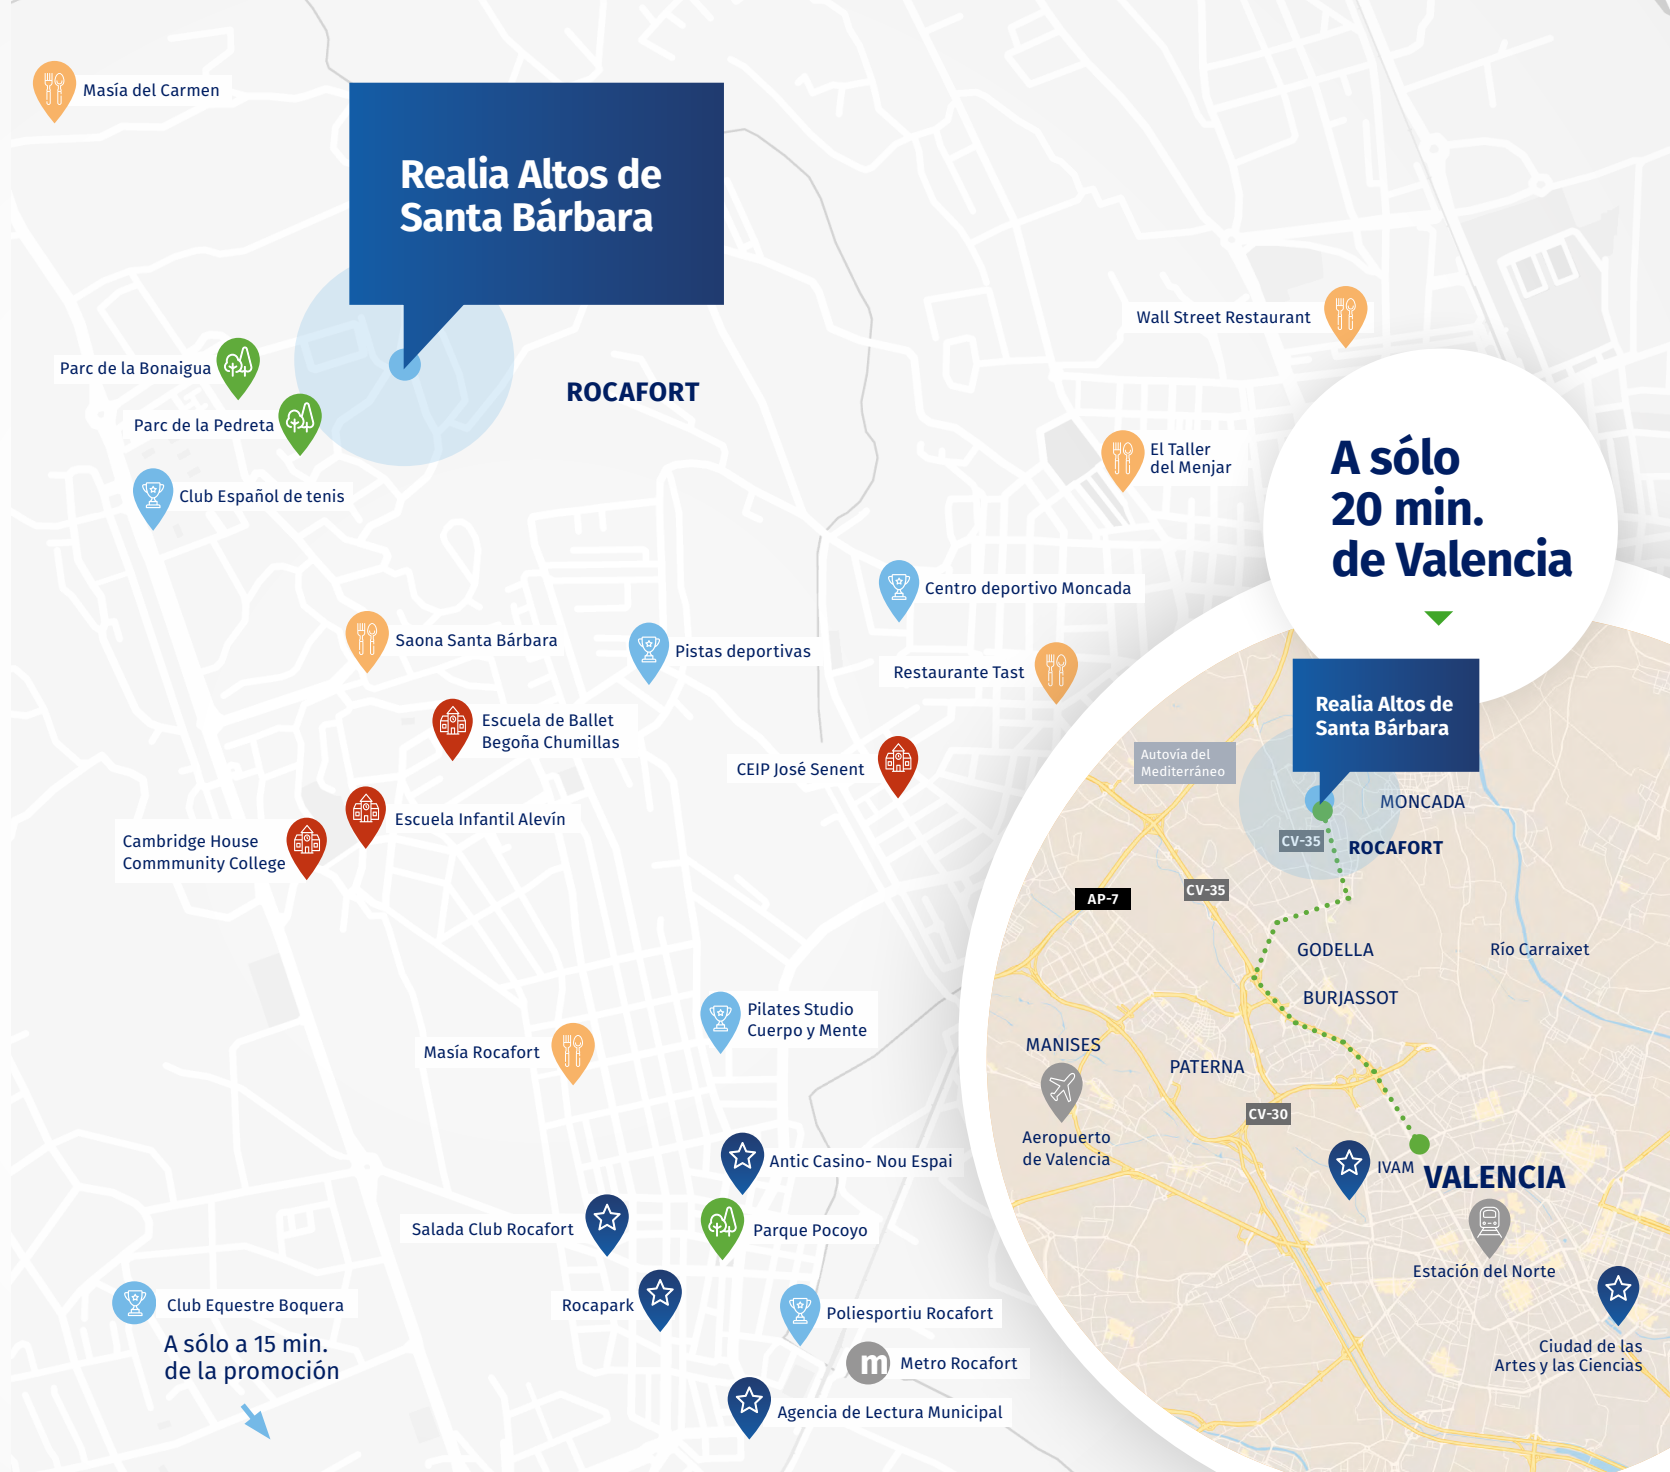 Masía del Carmen
Realia Altos de
Santa Bárbara
Wall Street Restaurant
Parc de la Bonaigua
ROCAFORT
Parc de la Pedreta
El Taller
del Menjar
A sólo
20 min.
de Valencia
Club Español de tenis
Centro deportivo Moncada
Saona Santa Bárbara
Pistas deportivas
Restaurante Tast
Escuela de Ballet
Begoña Chumillas
CEIP José Senent
Escuela Infantil Alevín
Cambridge House
Commmunity College
Realia Altos de
Santa Bárbara
Autovía del
Mediterráneo
MONCADA
CV-35
ROCAFORT
CV-35
AP-7
GODELLA
Río Carraixet
BURJASSOT
MANISES
PATERNA
CV-30
Aeropuerto
de Valencia
IVAM
VALENCIA
Estación del Norte
Ciudad de las
Artes y las Ciencias
Pilates Studio
Cuerpo y Mente
Masía Rocafort
Antic Casino- Nou Espai
Salada Club Rocafort
Parque Pocoyo
Club Equestre Boquera
A sólo a 15 min.
de la promoción
Rocapark
Poliesportiu Rocafort
m Metro Rocafort
Agencia de Lectura Municipal